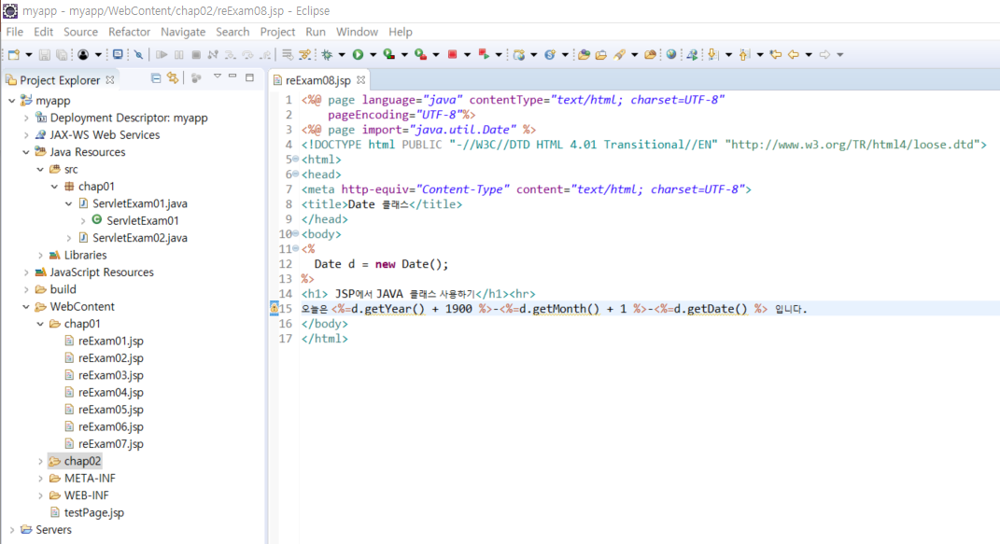 myapp - myapp/WebContent/chap02/reExam08.jsp - Eclipse
File Edit Source Refactor Navigate Search Project Run Window Help
Project Explorer
myapp
Deployment Descriptor: myapp
JAX-WS Web Services
Java Resources
src
chap01
ServletExam01.java
ServletExam01
ServletExam02.java
Libraries
JavaScript Resources
build
WebContent
chap01
reExam01.jsp
reExam02.jsp
reExam03.jsp
reExam04.jsp
reExam05.jsp
reExam06.jsp
reExam07.jsp
chap02
META-INF
WEB-INF
testPage.jsp
Servers
reExam08.jsp
1 <%@ page language="java" contentType="text/html; charset=UTF-8"
2 pageEncoding="UTF-8"%>
3 <%@ page import="java.util.Date" %>
4 <!DOCTYPE html PUBLIC "-//W3C//DTD HTML 4.01 Transitional//EN" "http://www.w3.org/TR/html4/loose.dtd">
5 <html>
6 <head>
7 <meta http-equiv="Content-Type" content="text/html; charset=UTF-8">
8 <title>Date 클래스</title>
9 </head>
10 <body>
11 <%
12 Date d = new Date();
13 %>
14 <h1> JSP에서 JAVA 클래스 사용하기</h1><hr>
15 오늘은 <%=d.getYear() + 1900 %>-<%=d.getMonth() + 1 %>-<%=d.getDate() %> 입니다.
16 </body>
17 </html>